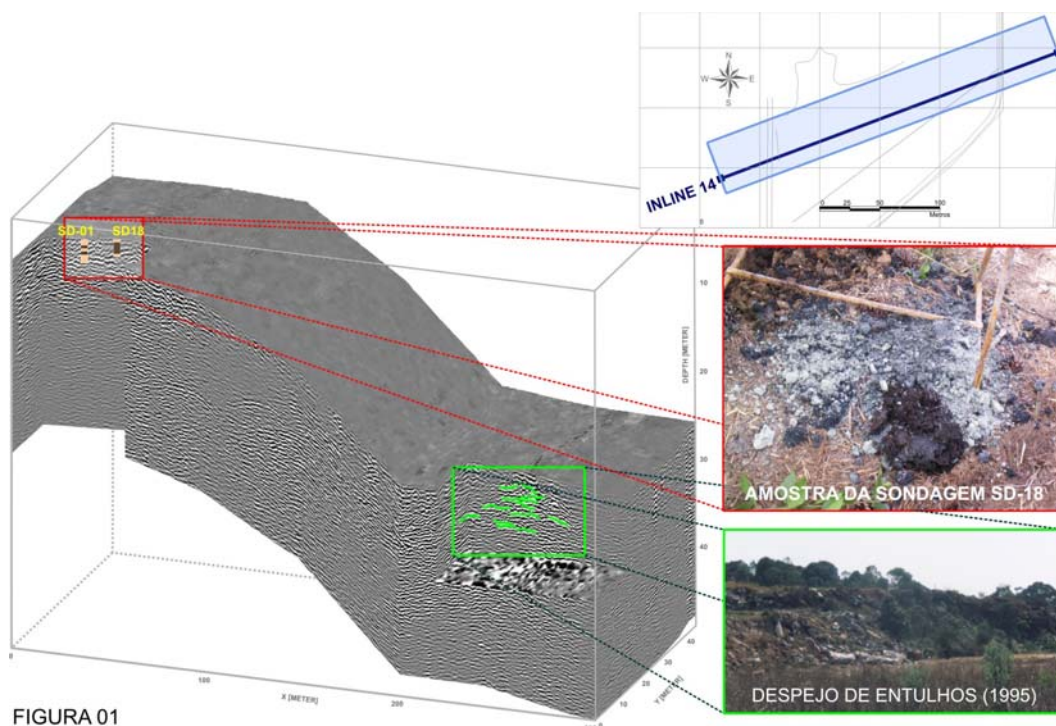 N
W E
S
INLINE 14
0 25 50 100
Metros
SD-01 SD18
0
10
20
30
40
DEPTH [METER]
AMOSTRA DA SONDAGEM SD-18
DESPEJO DE ENTULHOS (1995)
100
200
X [METER]
10
20
30
40
Y [METER]
FIGURA 01